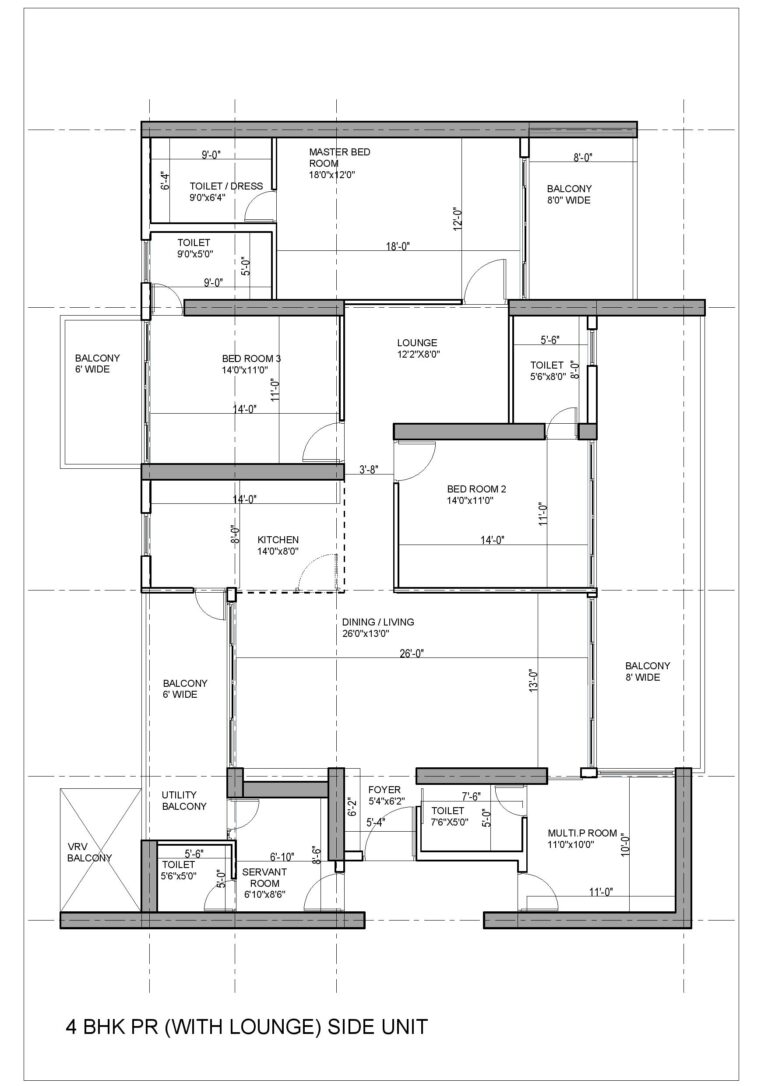 9'-0"
6'-4"
TOILET / DRESS
9'0"x6'4"
MASTER BED
ROOM
18'0"x12'0"
12'-0"
18'-0"
8'-0"
BALCONY
8'0" WIDE
TOILET
9'0"x5'0"
5'-0"
9'-0"
BALCONY
6' WIDE
BED ROOM 3
14'0"x11'0"
11'-0"
14'-0"
LOUNGE
12'2"X8'0"
5'-6"
TOILET
5'6"x8'0"
8'-0"
3'-8"
14'-0"
8'-0"
KITCHEN
14'0"x8'0"
BED ROOM 2
14'0"x11'0"
11'-0"
14'-0"
DINING / LIVING
26'0"x13'0"
26'-0"
13'-0"
BALCONY
6' WIDE
BALCONY
8' WIDE
UTILITY
BALCONY
VRV
BALCONY
5'-6"
TOILET
5'6"x5'0"
5'-0"
6'-10"
8'-6"
SERVANT
ROOM
6'10"x8'6"
FOYER
5'4"x6'2"
6'-2"
5'-4"
7'-6"
TOILET
7'6"X5'0"
5'-0"
MULTI.P ROOM
11'0"x10'0"
10'-0"
11'-0"
4 BHK PR (WITH LOUNGE) SIDE UNIT